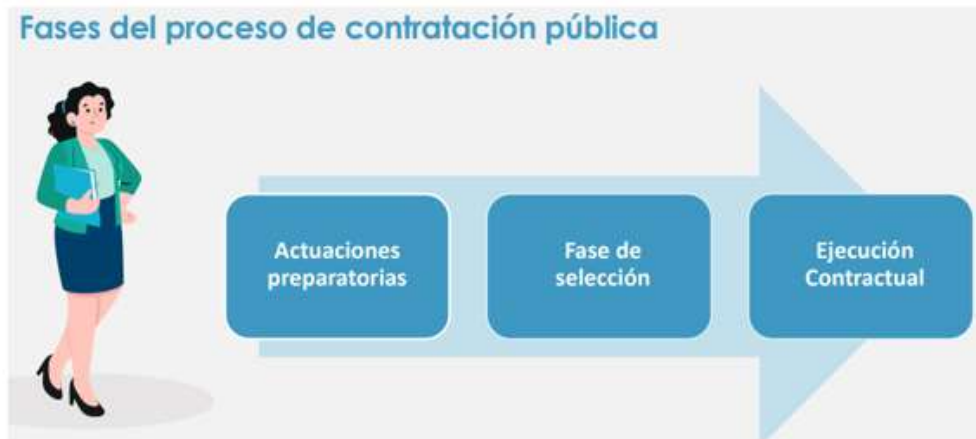 Fases del proceso de contratación pública
Actuaciones
preparatorias
Fase de
selección
Ejecución
Contractual